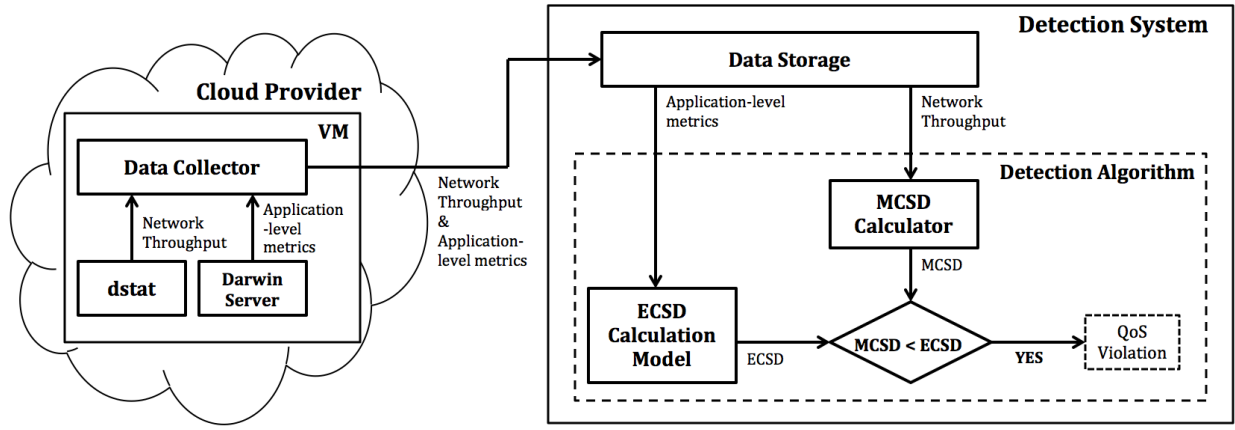 Cloud Provider
VM
Data Collector
Network
Throughput
Application
-level
metrics
dstat
Darwin
Server
Network
Throughput
&
Application-
level metrics
Detection System
Data Storage
Application-level
metrics
Network
Throughput
Detection Algorithm
MCSD
Calculator
MCSD
ECSD
Calculation
Model
ECSD
MCSD < ECSD
YES
QoS
Violation